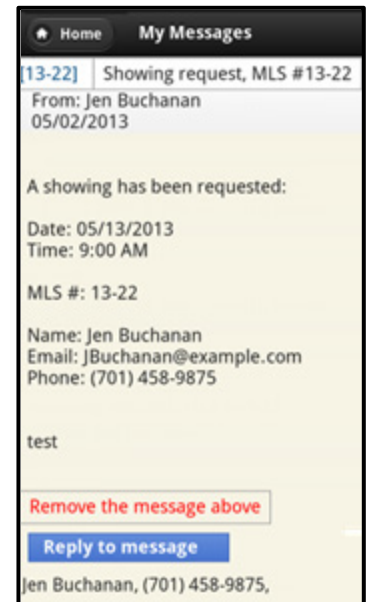 Home My Messages
[13-22] Showing request, MLS #13-22
From: Jen Buchanan
05/02/2013
A showing has been requested:
Date: 05/13/2013
Time: 9:00 AM
MLS #: 13-22
Name: Jen Buchanan
Email: JBuchanan@example.com
Phone: (701) 458-9875
test
Remove the message above
Reply to message
Jen Buchanan, (701) 458-9875,